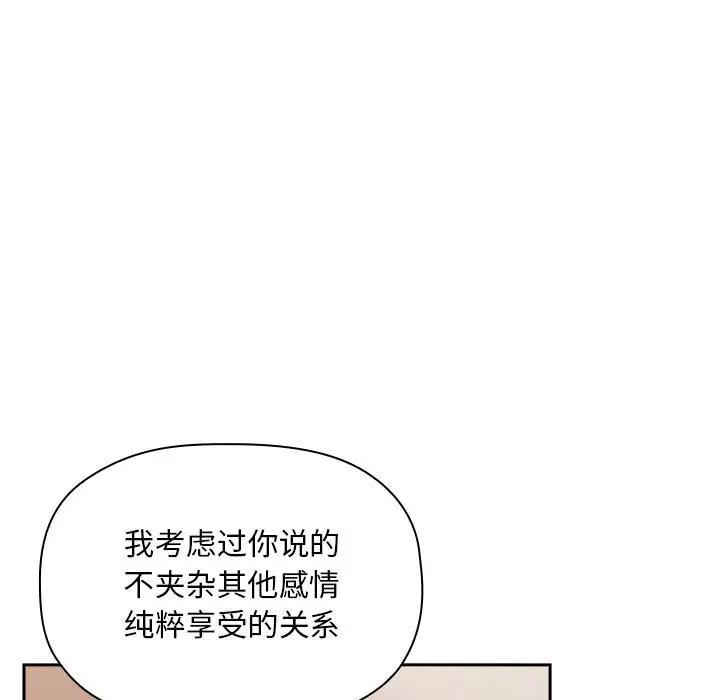 我考虑过你说的
不夹杂其他感情
纯粹享受的关系